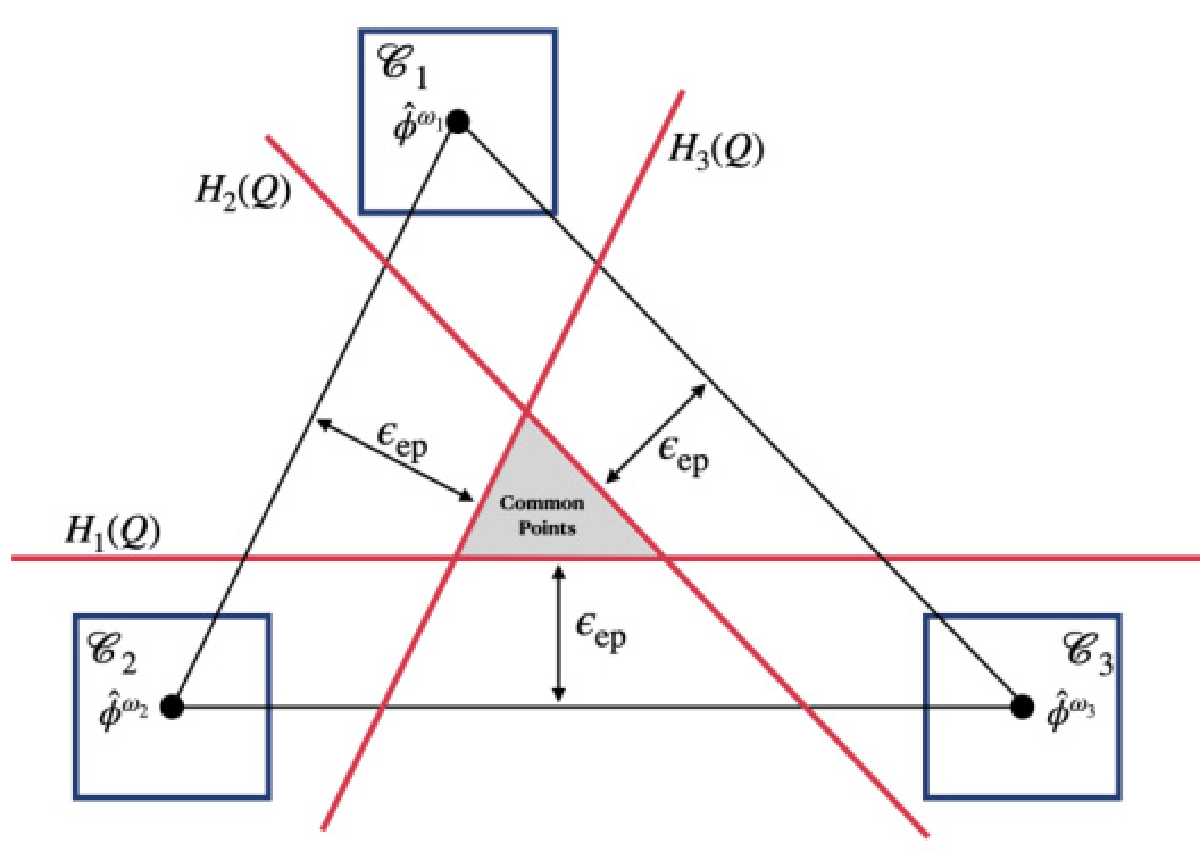 𝒞₁
ϕ̂^ω₁
H₃(Q)
H₂(Q)
ϵₑₚ
ϵₑₚ
Common
Points
H₁(Q)
ϵₑₚ
𝒞₂
ϕ̂^ω₂
𝒞₃
ϕ̂^ω₃